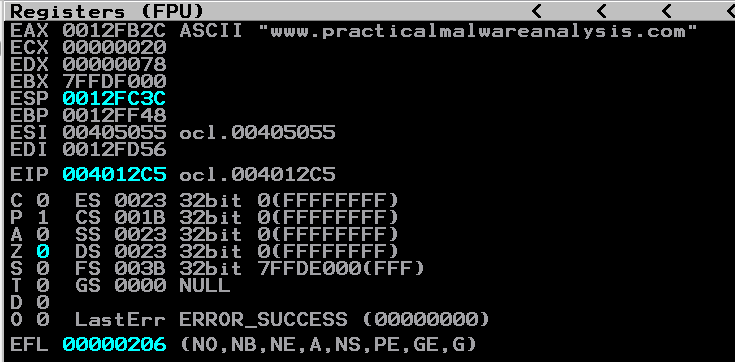 Registers (FPU) < < < <
EAX 0012FB2C ASCII "www.practicalmalwareanalysis.com"
ECX 00000020
EDX 00000078
EBX 7FFDF000
ESP 0012FC3C
EBP 0012FF48
ESI 00405055 ocl.00405055
EDI 0012FD56
EIP 004012C5 ocl.004012C5
C 0 ES 0023 32bit 0(FFFFFFFF)
P 1 CS 001B 32bit 0(FFFFFFFF)
A 0 SS 0023 32bit 0(FFFFFFFF)
Z 0 DS 0023 32bit 0(FFFFFFFF)
S 0 FS 003B 32bit 7FFDE000(FFF)
T 0 GS 0000 NULL
D 0
O 0 LastErr ERROR_SUCCESS (00000000)
EFL 00000206 (NO,NB,NE,A,NS,PE,GE,G)